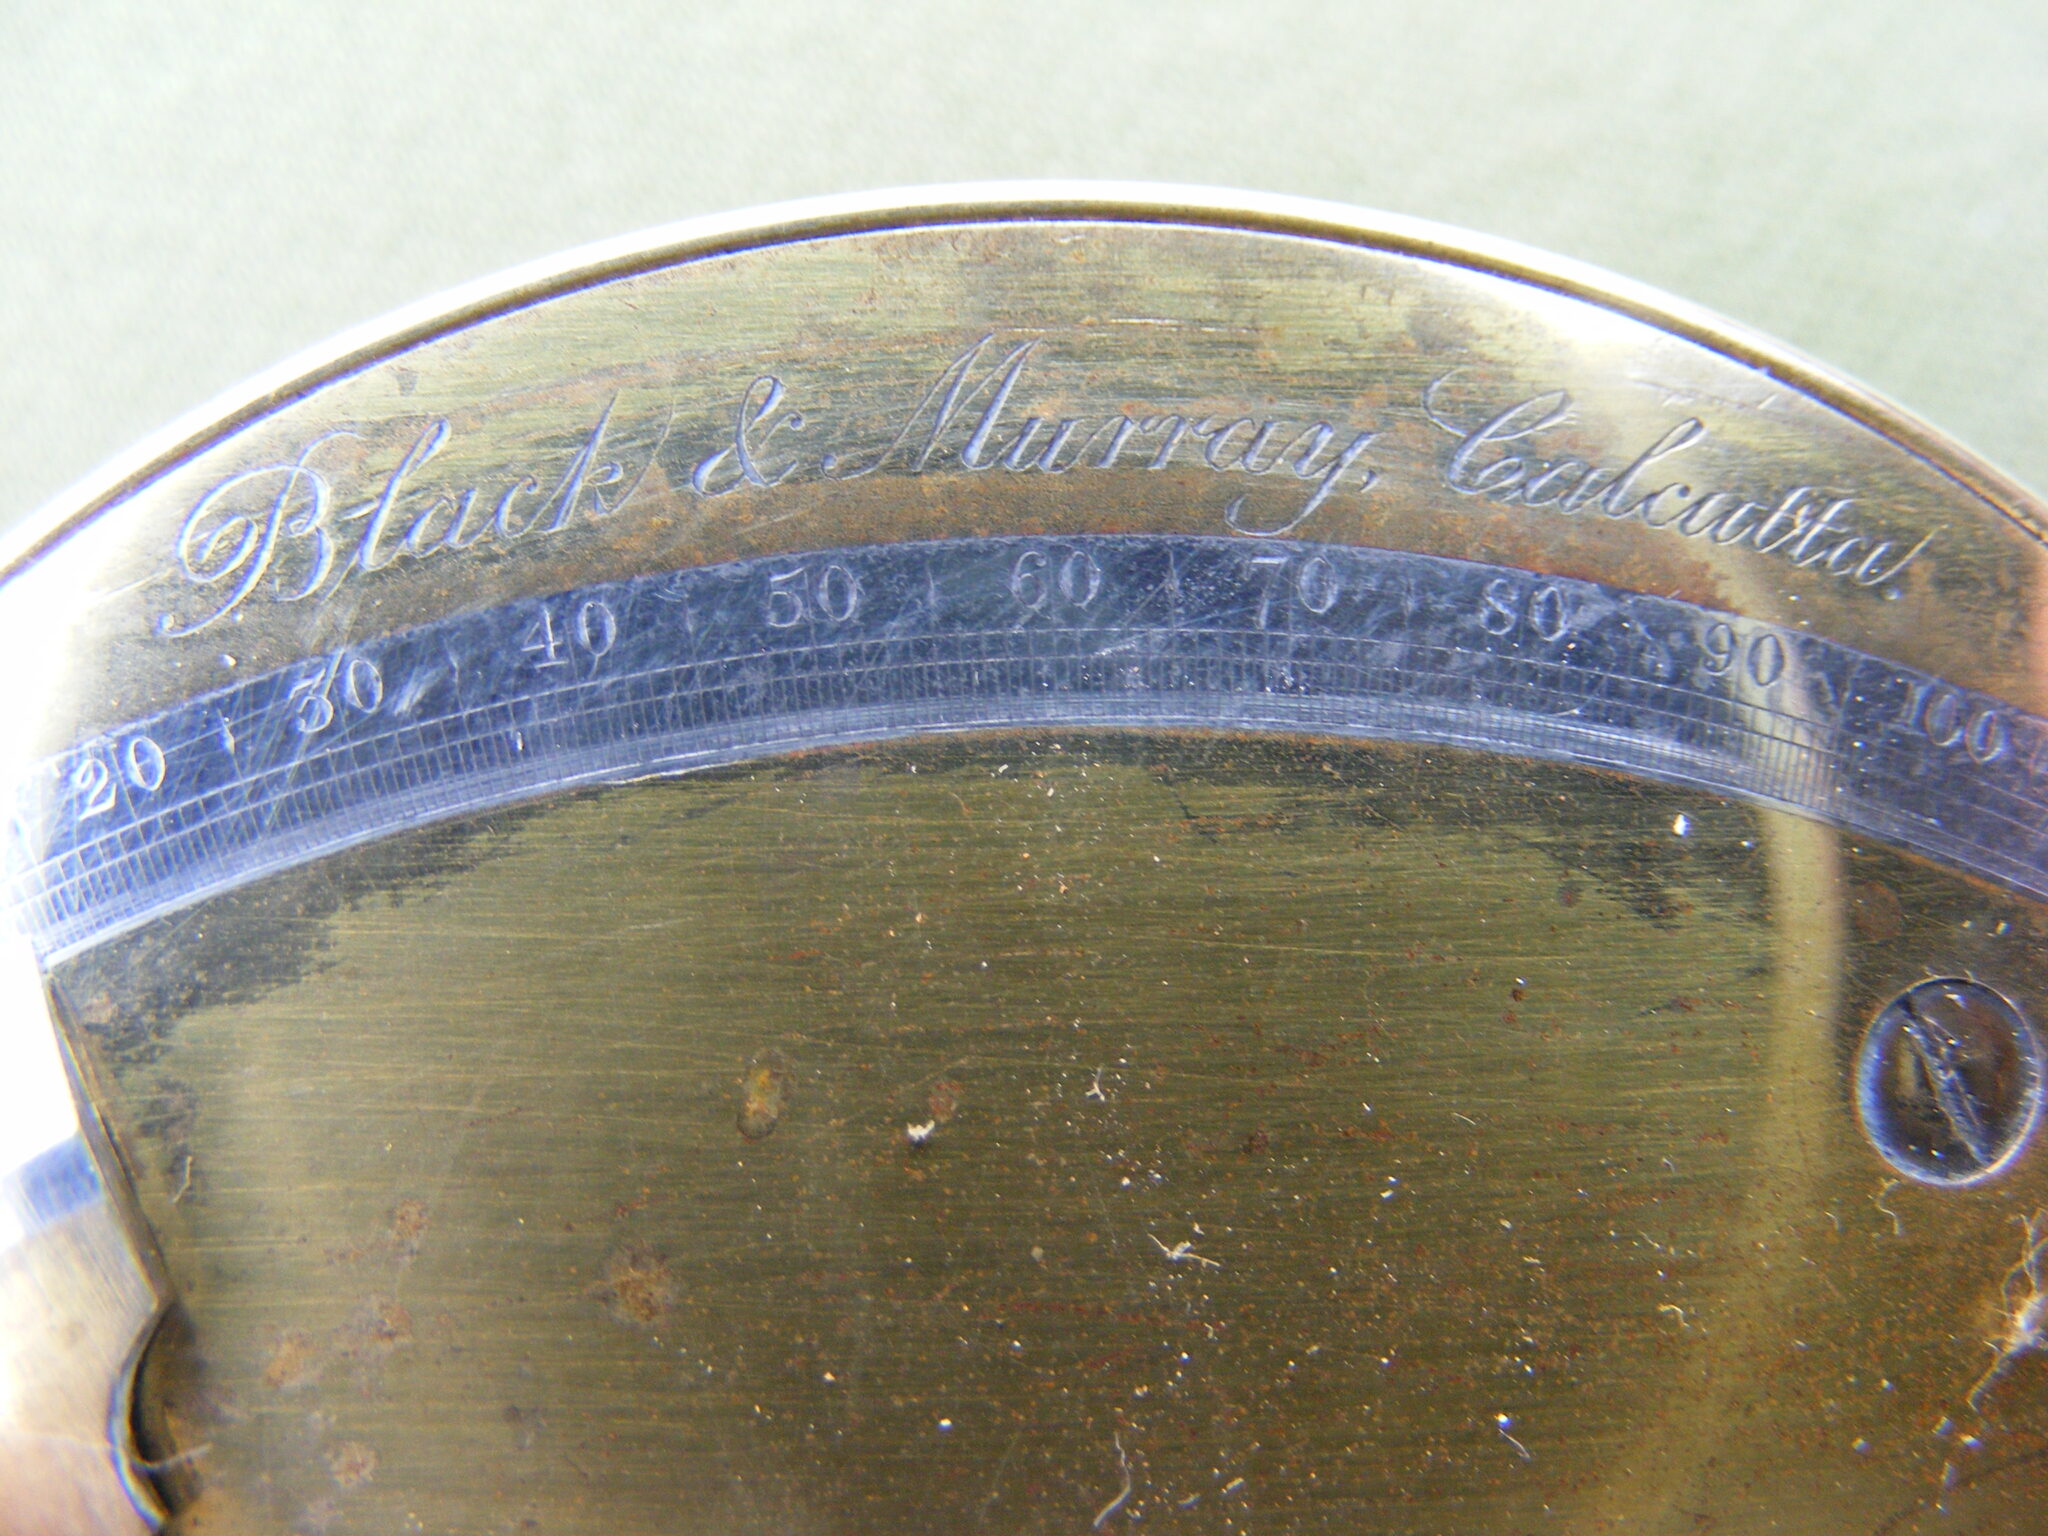 Black & Murray, Calcutta.
20 30 40 50 60 70 80 90 100